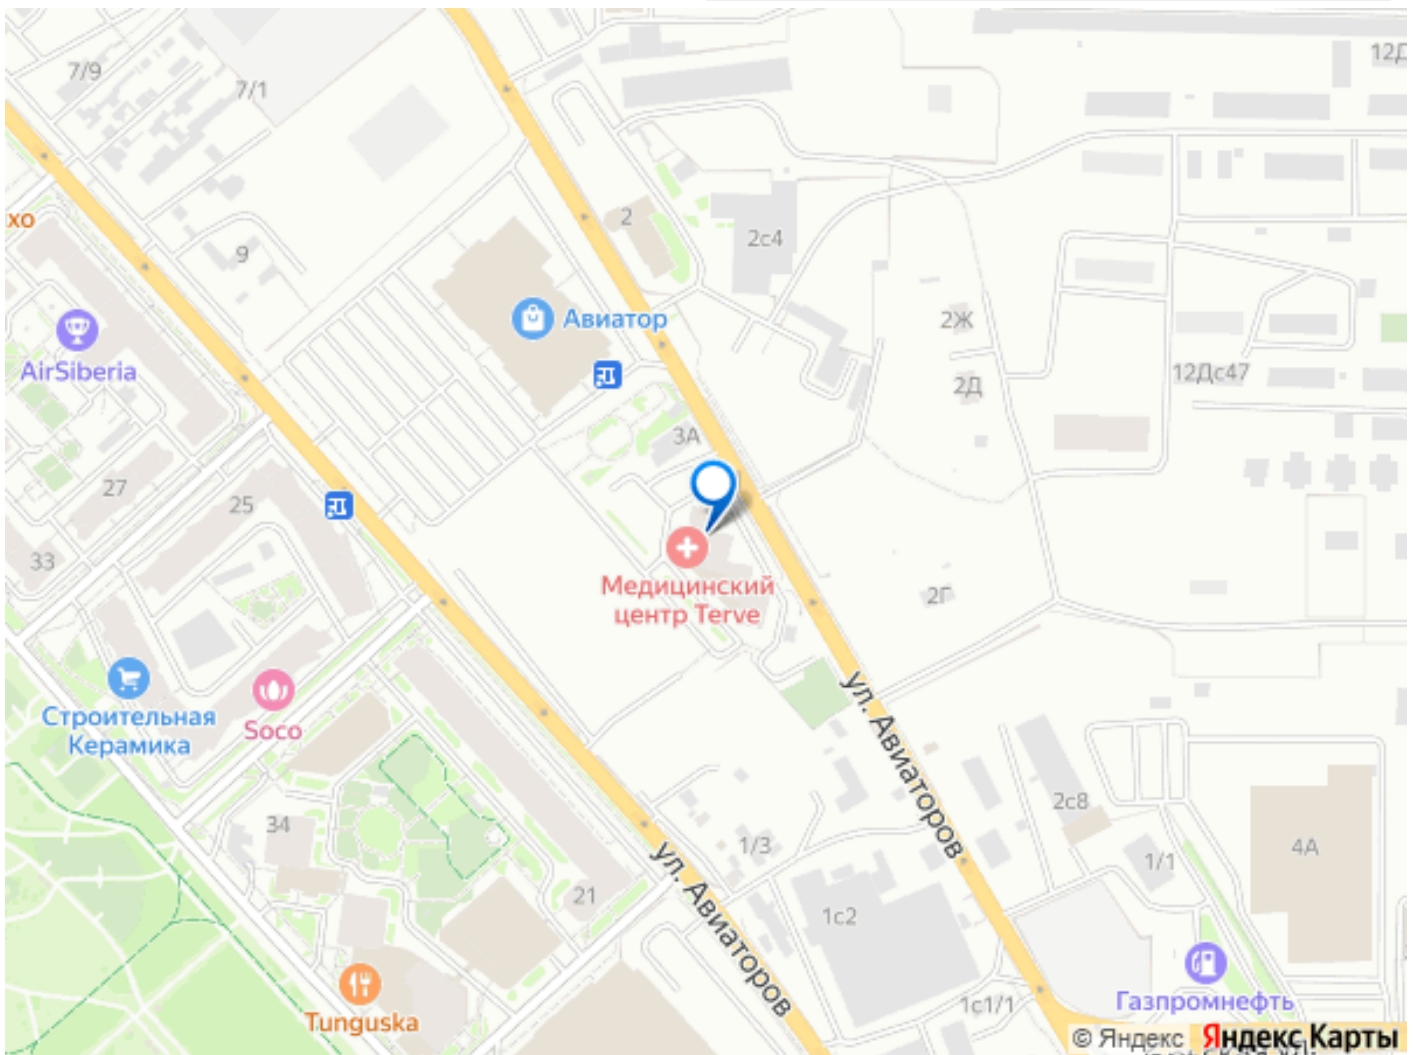 7/9
7/1
12Д
хо
9
2
2с4
Авиатор
2Ж
AirSiberia
2Д
12Дс47
3А
27
25
33
Медицинский
центр Terve
2Г
Строительная
Керамика
Soco
ул. Авиаторов
34
2с8
1/3
1/1
4А
ул. Авиаторов
21
1с2
Tunguska
Газпромнефть
1с1/1
© Яндекс Яндекс Карты